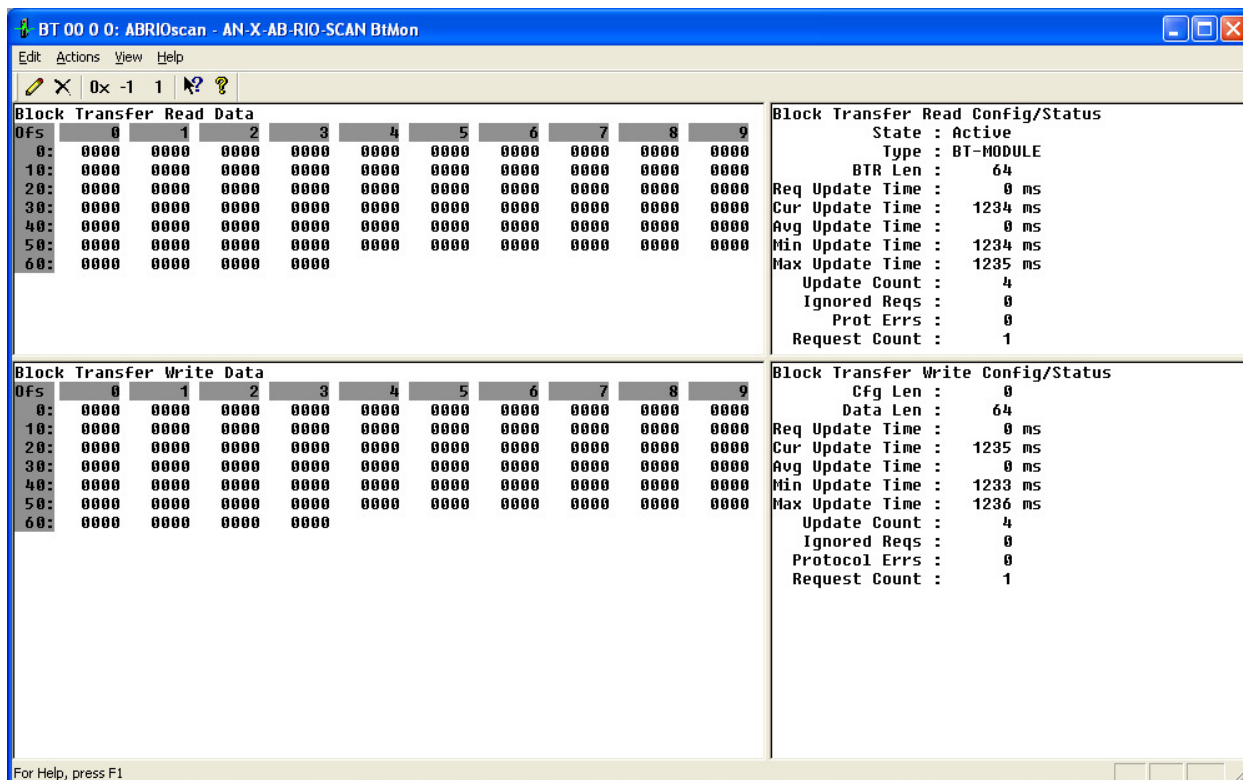 BT 00 0 0: ABRIOscan - AN-X-AB-RIO-SCAN BtMon
Edit Actions View Help
0x -1 1
Block Transfer Read Data
Ofs 0 1 2 3 4 5 6 7 8 9
0: 0000 0000 0000 0000 0000 0000 0000 0000 0000 0000
10: 0000 0000 0000 0000 0000 0000 0000 0000 0000 0000
20: 0000 0000 0000 0000 0000 0000 0000 0000 0000 0000
30: 0000 0000 0000 0000 0000 0000 0000 0000 0000 0000
40: 0000 0000 0000 0000 0000 0000 0000 0000 0000 0000
50: 0000 0000 0000 0000 0000 0000 0000 0000 0000 0000
60: 0000 0000 0000 0000
Block Transfer Read Config/Status
State : Active
Type : BT-MODULE
BTR Len : 64
Req Update Time : 0 ms
Cur Update Time : 1234 ms
Avg Update Time : 0 ms
Min Update Time : 1234 ms
Max Update Time : 1235 ms
Update Count : 4
Ignored Reqs : 0
Prot Errs : 0
Request Count : 1
Block Transfer Write Data
Ofs 0 1 2 3 4 5 6 7 8 9
0: 0000 0000 0000 0000 0000 0000 0000 0000 0000 0000
10: 0000 0000 0000 0000 0000 0000 0000 0000 0000 0000
20: 0000 0000 0000 0000 0000 0000 0000 0000 0000 0000
30: 0000 0000 0000 0000 0000 0000 0000 0000 0000 0000
40: 0000 0000 0000 0000 0000 0000 0000 0000 0000 0000
50: 0000 0000 0000 0000 0000 0000 0000 0000 0000 0000
60: 0000 0000 0000 0000
Block Transfer Write Config/Status
Cfg Len : 0
Data Len : 64
Req Update Time : 0 ms
Cur Update Time : 1235 ms
Avg Update Time : 0 ms
Min Update Time : 1233 ms
Max Update Time : 1236 ms
Update Count : 4
Ignored Reqs : 0
Protocol Errs : 0
Request Count : 1
For Help, press F1